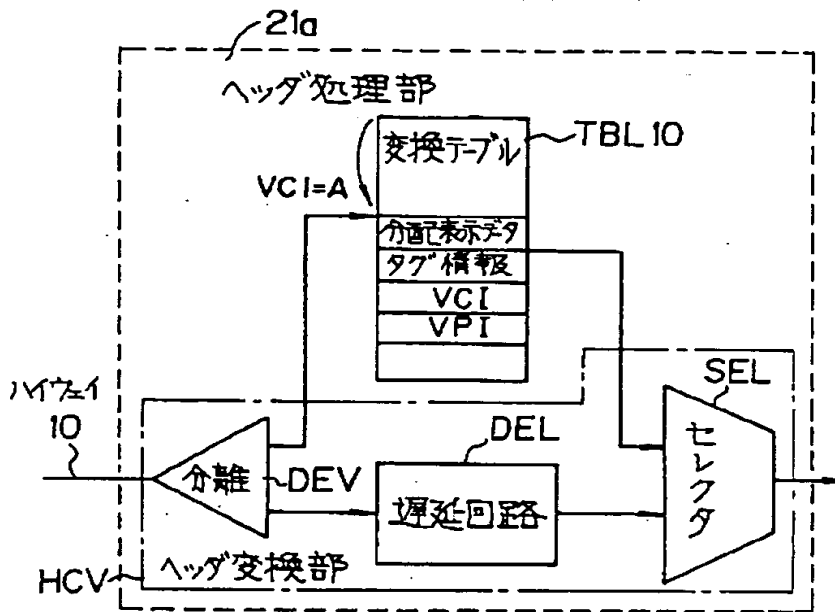 21a
ヘッダ処理部
変換テーブル
TBL10
VCI=A
分配表示データ
タグ情報
VCI
VPI
ハイウェイ
10
分離
DEV
DEL
遅延回路
SEL
セレクタ
HCV
ヘッダ変換部